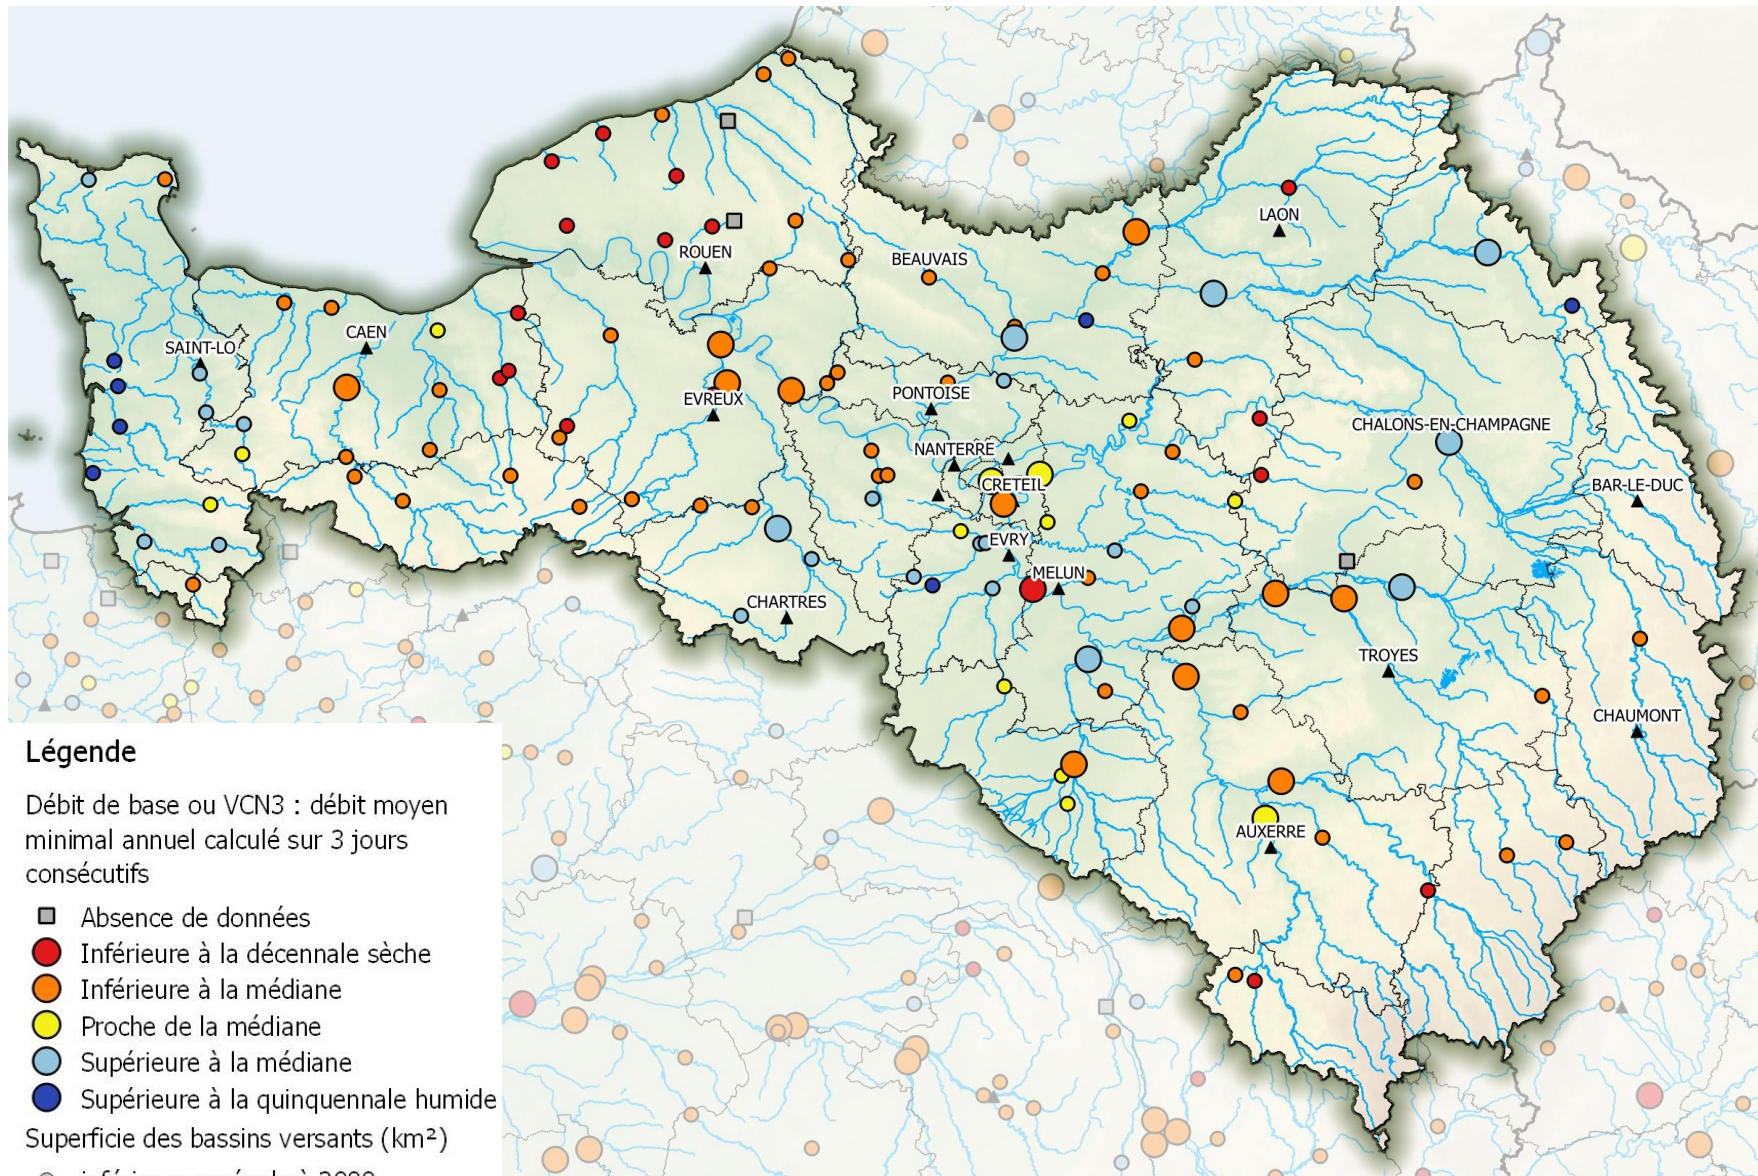 LAON
ROUEN
BEAUVAIS
CAEN
SAINT-LO
EVREUX
PONTOISE
CHALONS-EN-CHAMPAGNE
NANTERRE
CRETEIL
BAR-LE-DUC
EVRY
MELUN
CHARTRES
TROYES
CHAUMONT
AUXERRE
Légende
Débit de base ou VCN3 : débit moyen
minimal annuel calculé sur 3 jours
consécutifs
Absence de données
Inférieure à la décennale sèche
Inférieure à la médiane
Proche de la médiane
Supérieure à la médiane
Supérieure à la quinquennale humide
Superficie des bassins versants (km²)